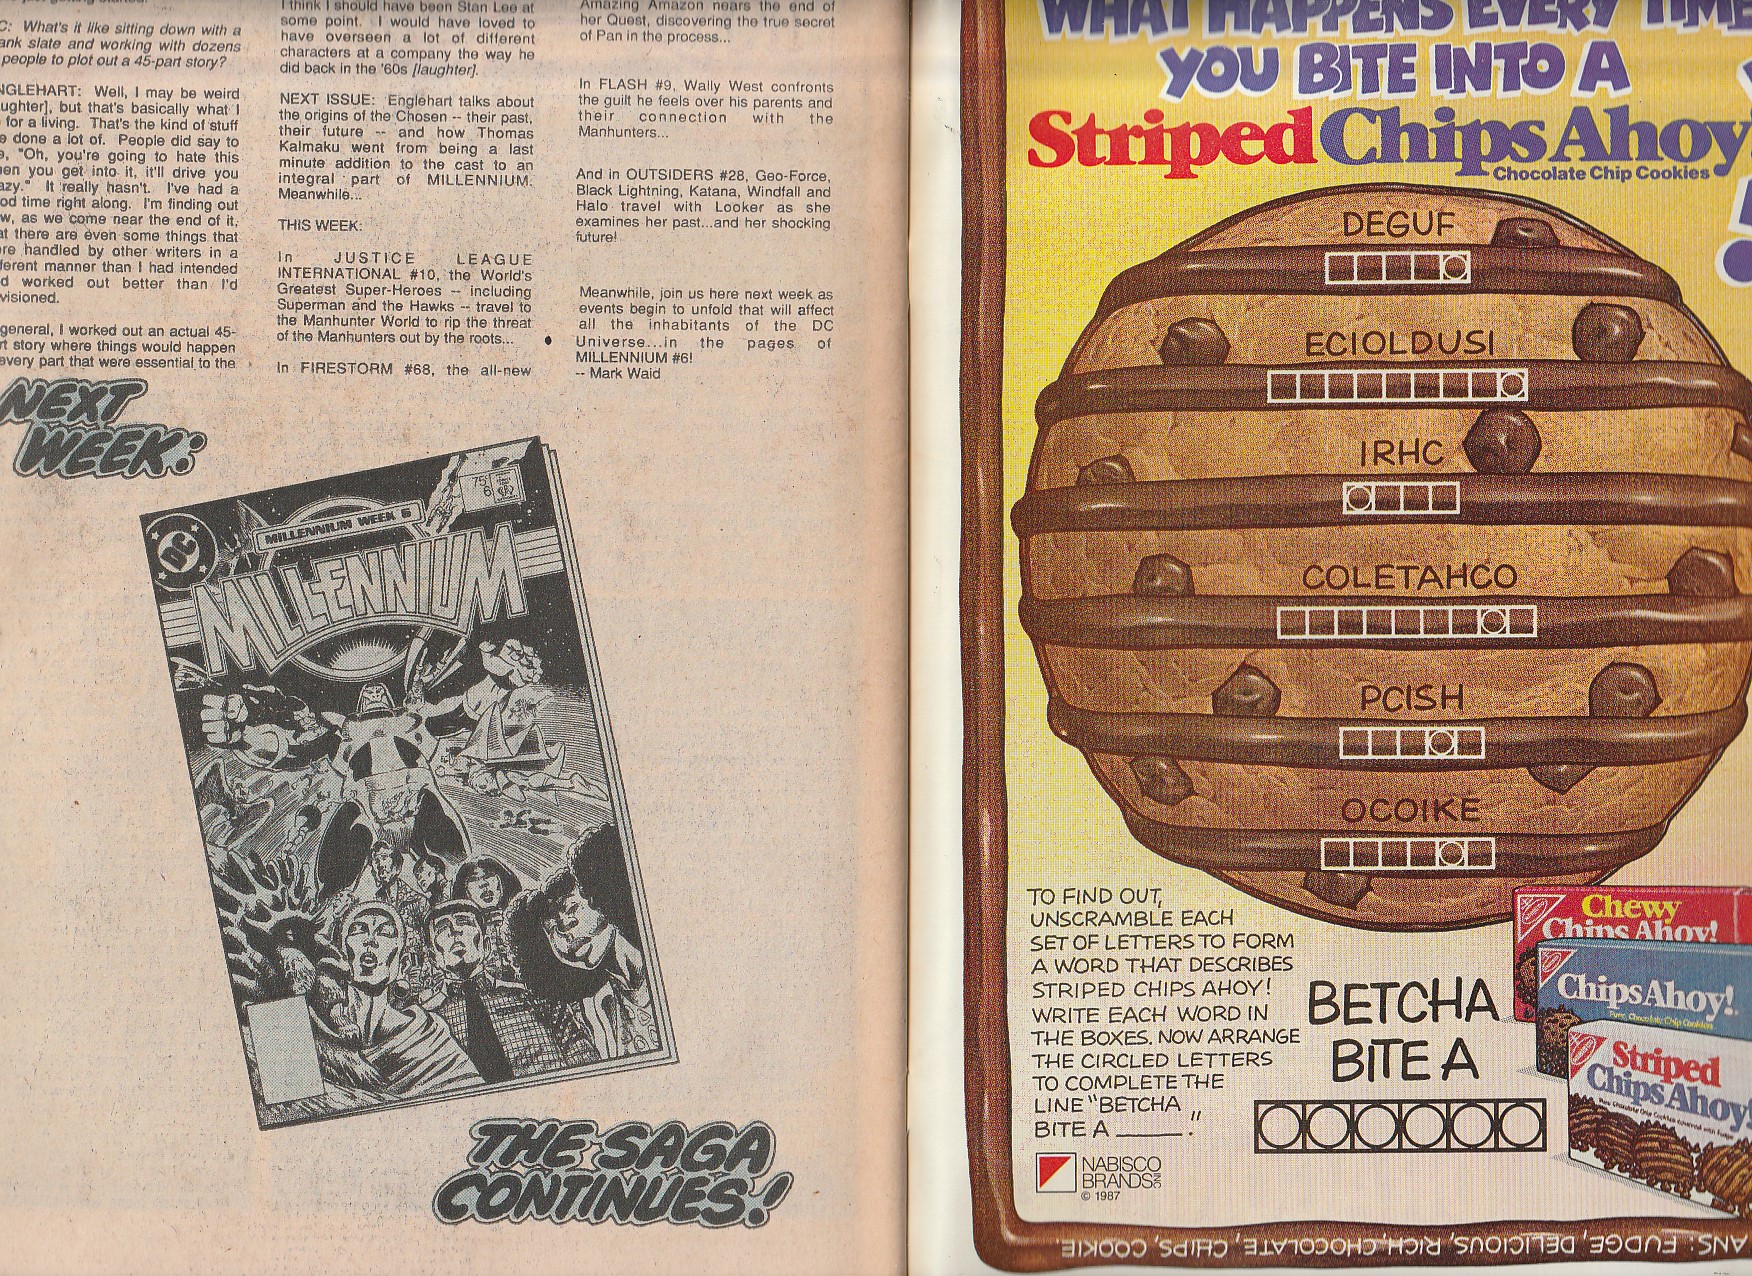 C: What's it like sitting down with a
ank slate and working with dozens
people to plot out a 45-part story?
NGLEHART: Well, I may be weird
ughter], but that's basically what I
for a living. That's the kind of stuff
e done a lot of. People did say to
, "Oh, you're going to hate this
en you get into it, it'll drive you
azy." It really hasn't. I've had a
od time right along. I'm finding out
w, as we come near the end of it,
at there are even some things that
re handled by other writers in a
ferent manner than I had intended
d worked out better than I'd
visioned.
general, I worked out an actual 45-
rt story where things would happen
every part that were essential to the
I think I should have been Stan Lee at
some point. I would have loved to
have overseen a lot of different
characters at a company the way he
did back in the '60s [laughter].
NEXT ISSUE: Englehart talks about
the origins of the Chosen -- their past,
their future -- and how Thomas
Kalmaku went from being a last
minute addition to the cast to an
integral part of MILLENNIUM.
Meanwhile...
THIS WEEK:
In JUSTICE LEAGUE
INTERNATIONAL #10, the World's
Greatest Super-Heroes -- including
Superman and the Hawks -- travel to
the Manhunter World to rip the threat
of the Manhunters out by the roots...
In FIRESTORM #68, the all-new
Amazing Amazon nears the end of
her Quest, discovering the true secret
of Pan in the process...
In FLASH #9, Wally West confronts
the guilt he feels over his parents and
their connection with the
Manhunters...
And in OUTSIDERS #28, Geo-Force,
Black Lightning, Katana, Windfall and
Halo travel with Looker as she
examines her past...and her shocking
future!
Meanwhile, join us here next week as
events begin to unfold that will affect
all the inhabitants of the DC
Universe...in the pages of
MILLENNIUM #6!
-- Mark Waid
NEXT
WEEK:
75¢
6
DC
MILLENNIUM WEEK 6
MILLENNIUM
THE SAGA
CONTINUES!
WHAT HAPPENS EVERY TIME
YOU BITE INTO A
Striped Chips Ahoy!
Chocolate Chip Cookies
DEGUF
ECIOLDUSI
IRHC
COLETAHCO
PCISH
OCOIKE
TO FIND OUT,
UNSCRAMBLE EACH
SET OF LETTERS TO FORM
A WORD THAT DESCRIBES
STRIPED CHIPS AHOY!
WRITE EACH WORD IN
THE BOXES. NOW ARRANGE
THE CIRCLED LETTERS
TO COMPLETE THE
LINE "BETCHA
BITE A _____."
BETCHA
BITE A
Chewy
Chips Ahoy!
Chips Ahoy!
Striped
Chips Ahoy!
NABISCO
BRANDS INC
© 1987
ANS: FUDGE, DELICIOUS, RICH, CHOCOLATE, CHIPS, COOKIE.